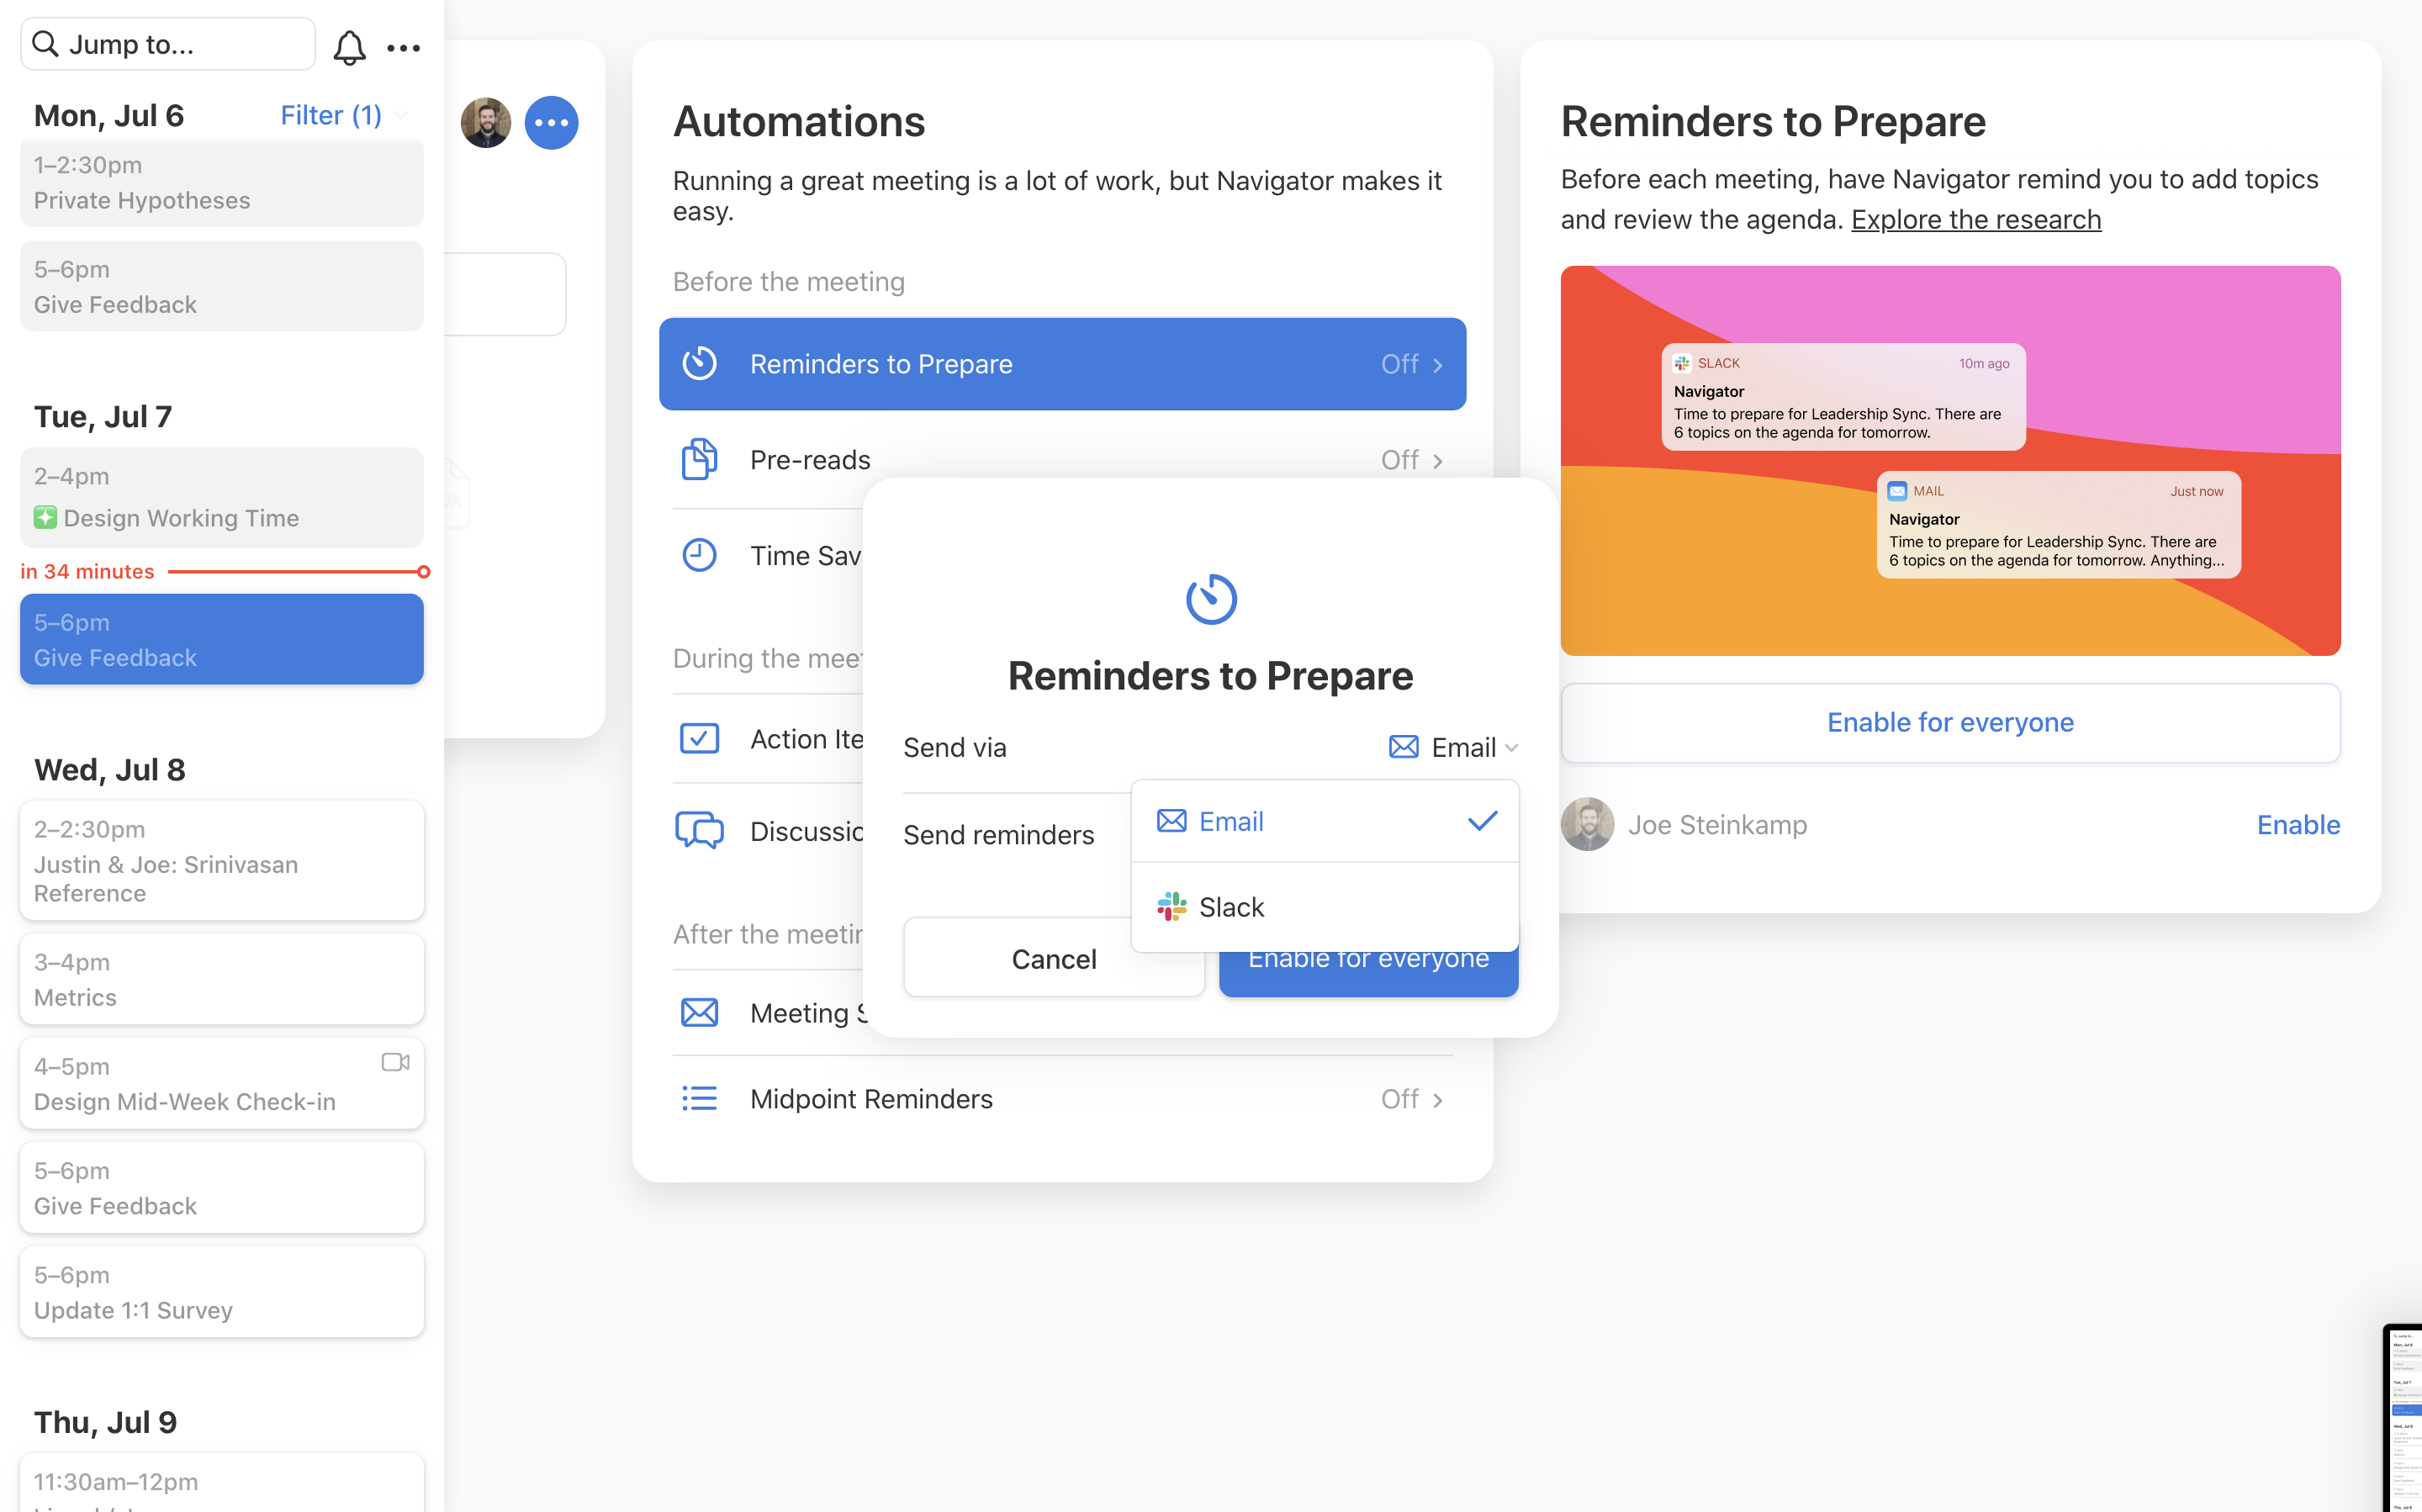 Jump to...
Mon, Jul 6
Filter (1)
1–2:30pm
Private Hypotheses
5–6pm
Give Feedback
Tue, Jul 7
2–4pm
Design Working Time
in 34 minutes
5–6pm
Give Feedback
Wed, Jul 8
2–2:30pm
Justin & Joe: Srinivasan
Reference
3–4pm
Metrics
4–5pm
Design Mid-Week Check-in
5–6pm
Give Feedback
5–6pm
Update 1:1 Survey
Thu, Jul 9
11:30am–12pm
Automations
Running a great meeting is a lot of work, but Navigator makes it
easy.
Before the meeting
Reminders to Prepare
Off
Pre-reads
Off
Time Sav
During the meet
Action Ite
Discussio
After the meetin
Meeting S
Midpoint Reminders
Off
Reminders to Prepare
Send via
Email
Send reminders
Email
Slack
Cancel
Enable for everyone
Reminders to Prepare
Before each meeting, have Navigator remind you to add topics
and review the agenda. Explore the research
SLACK
10m ago
Navigator
Time to prepare for Leadership Sync. There are
6 topics on the agenda for tomorrow.
MAIL
Just now
Navigator
Time to prepare for Leadership Sync. There are
6 topics on the agenda for tomorrow. Anything...
Enable for everyone
Joe Steinkamp
Enable